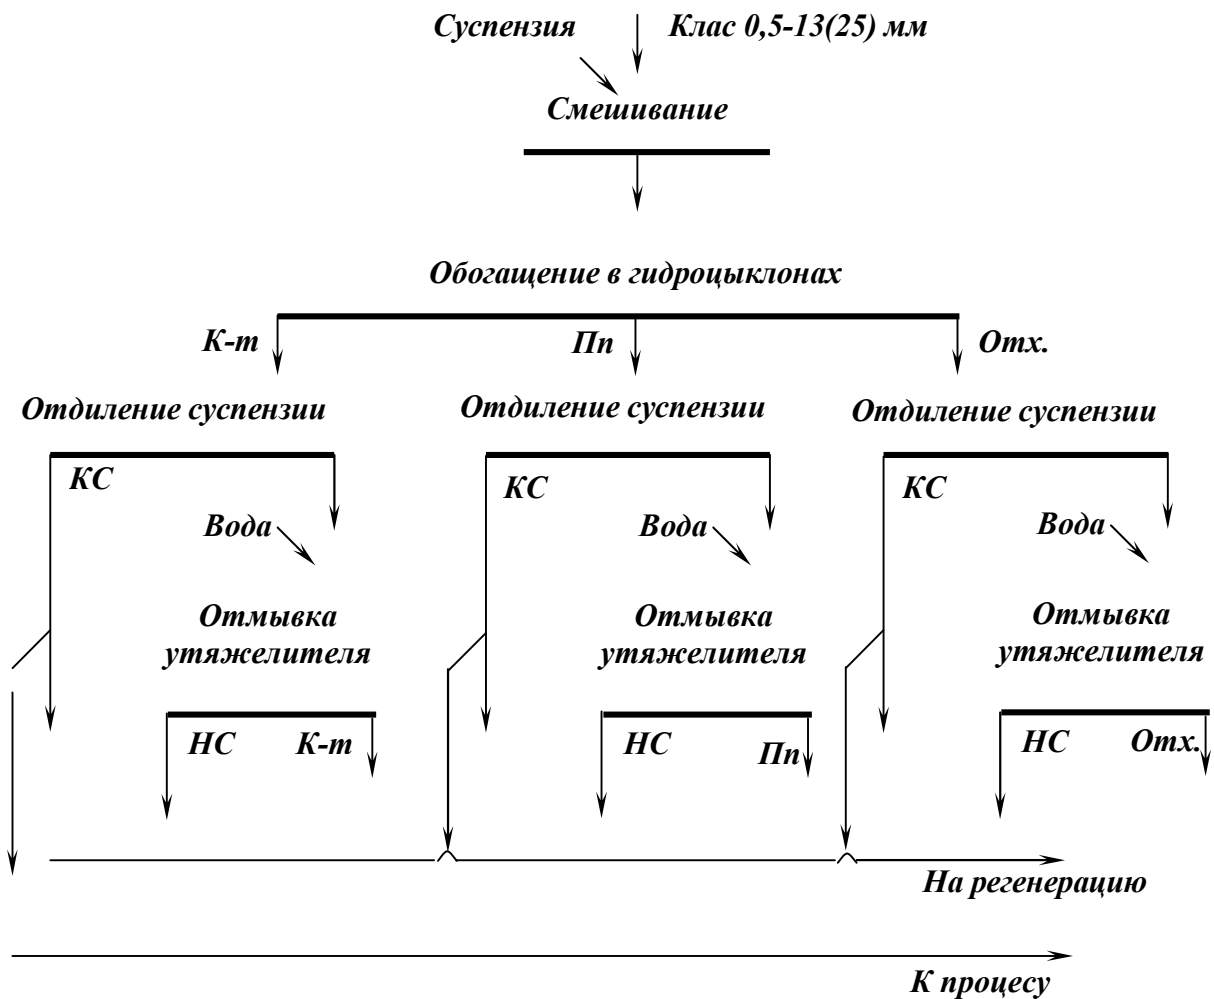 Суспензия
Клас 0,5-13(25) мм
Смешивание
Обогащение в гидроцыклонах
К-т
Пп
Отх.
Отдиление суспензии
Отдиление суспензии
Отдиление суспензии
КС
КС
КС
Вода
Вода
Вода
Отмывка
утяжелителя
Отмывка
утяжелителя
Отмывка
утяжелителя
НС
К-т
НС
Пп
НС
Отх.
На регенерацию
К процесу